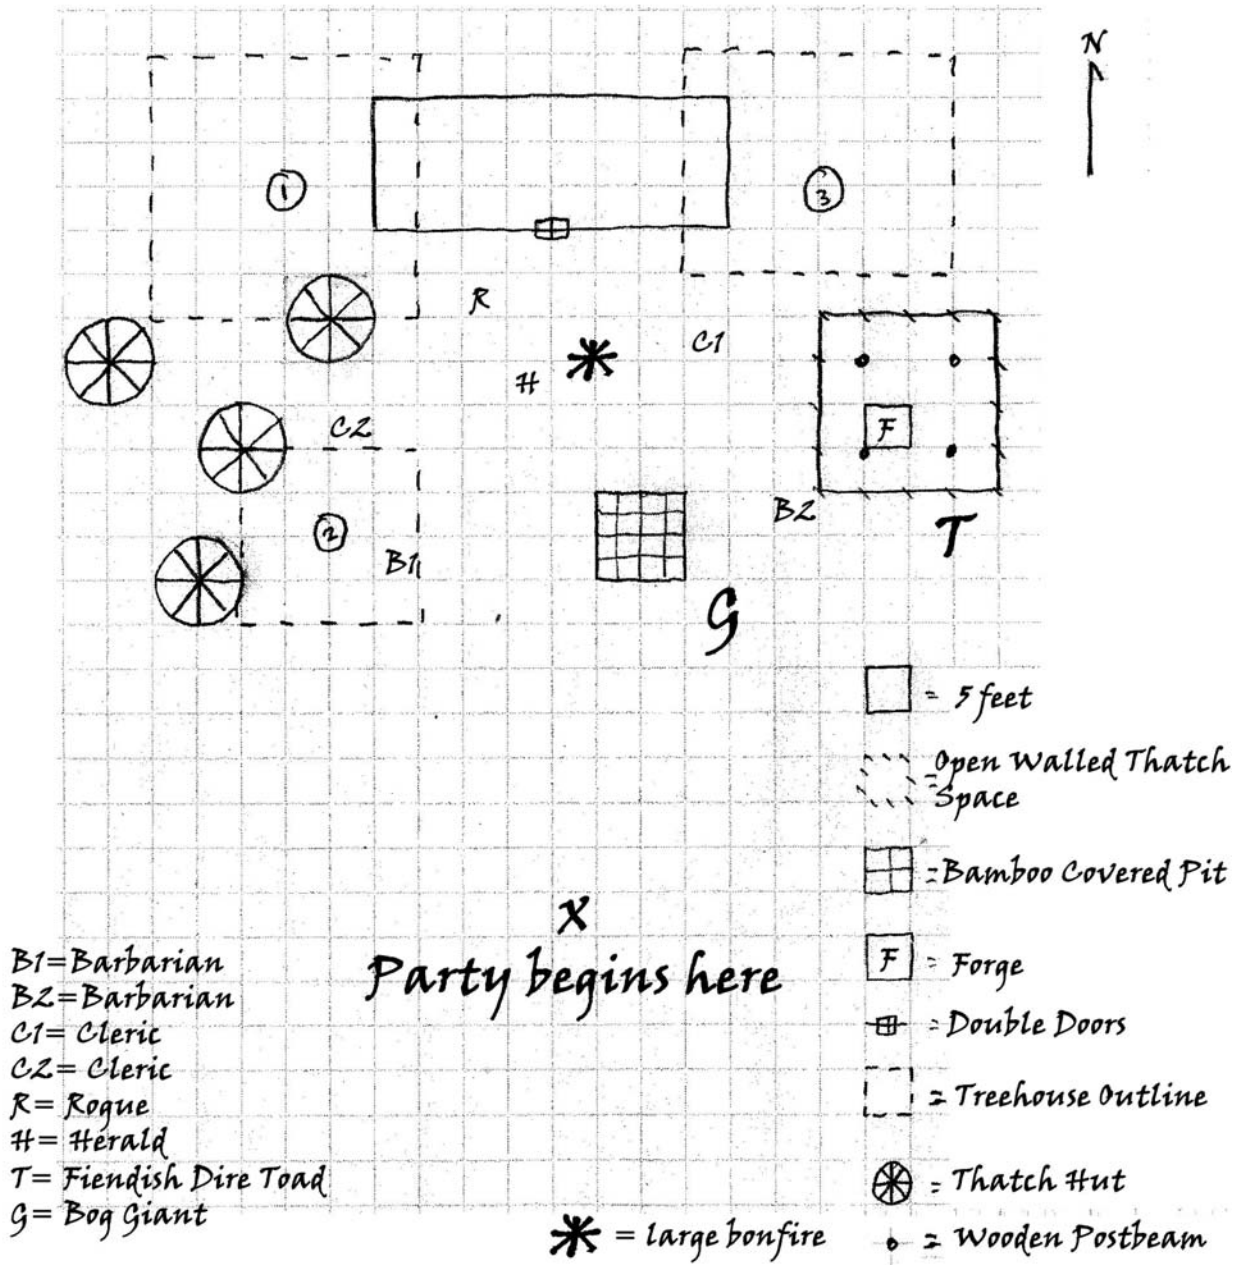 N
1
3
R
C1
H
C2
F
B2
2
T
B1
G
= 5 feet
= Open Walled Thatch
Space
= Bamboo Covered Pit
X
Party begins here
F = Forge
= Double Doors
= Treehouse Outline
= Thatch Hut
= Wooden Postbeam
B1=Barbarian
B2=Barbarian
C1= Cleric
C2= Cleric
R= Rogue
H= Herald
T= Fiendish Dire Toad
G= Bog Giant
= large bonfire